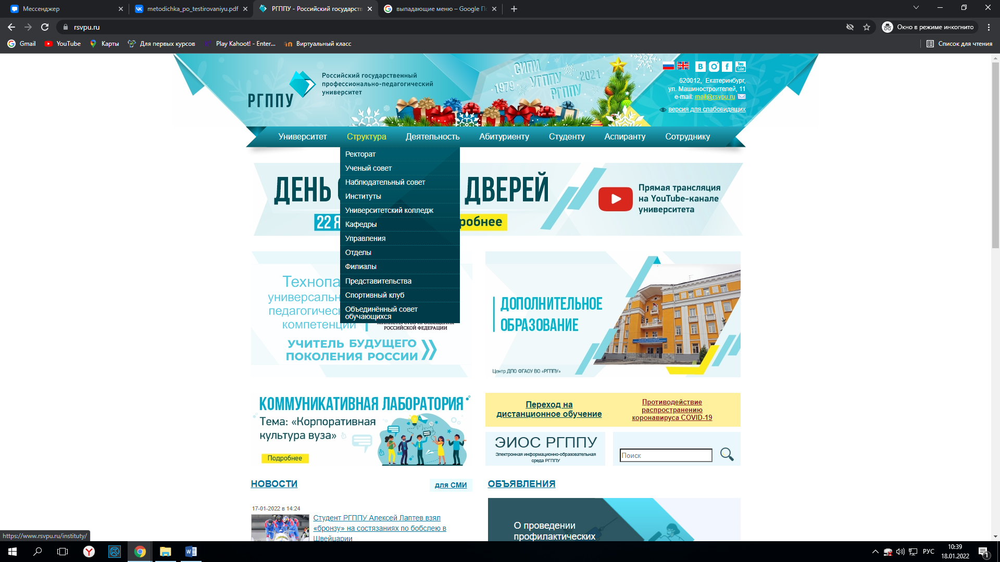 Мессенджер
metodichka_po_testirovaniyu.pdf
РГППУ - Российский государств
выпадающие меню – Google По
rsvpu.ru
Окно в режиме инкогнито
Gmail
YouTube
Карты
Для первых курсов
Play Kahoot! - Enter...
Виртуальный класс
Список для чтения
РГППУ
Российский государственный
профессионально-педагогический
университет
1979 СИПИ УГППУ РГППУ 2021
B
f
You
Tube
620012, Екатеринбург,
ул. Машиностроителей, 11
e-mail: mail@rsvpu.ru
версия для слабовидящих
Университет Структура Деятельность Абитуриенту Студенту Аспиранту Сотруднику
Ректорат
Ученый совет
Наблюдательный совет
Институты
Университетский колледж
Кафедры
Управления
Отделы
Филиалы
Представительства
Спортивный клуб
Объединённый совет
обучающихся
ДЕНЬ ДВЕРЕЙ
22 Я
робнее
Прямая трансляция
на YouTube-канале
университета
Технопа
универсальн
педагогичес
компетенций
МИНИСТЕРСТВО ПРОСВЕЩЕНИЯ
РОССИЙСКОЙ ФЕДЕРАЦИИ
УЧИТЕЛЬ БУДУЩЕГО
ПОКОЛЕНИЯ РОССИИ
ДОПОЛНИТЕЛЬНОЕ
ОБРАЗОВАНИЕ
Центр ДПО ФГАОУ ВО «РГППУ»
КОММУНИКАТИВНАЯ ЛАБОРАТОРИЯ
Тема: «Корпоративная
культура вуза»
Подробнее
Переход на
дистанционное обучение
Противодействие
распространению
коронавируса COVID-19
ЭИОС РГППУ
Электронная информационно-образовательная
среда РГППУ
Поиск
НОВОСТИ
для СМИ
ОБЪЯВЛЕНИЯ
17-01-2022 в 14:24
Студент РГППУ Алексей Лаптев взял
«бронзу» на состязаниях по бобслею в
Швейцарии
О проведении
профилактических
https://www.rsvpu.ru/instituty/
РУС
10:39
18.01.2022
1